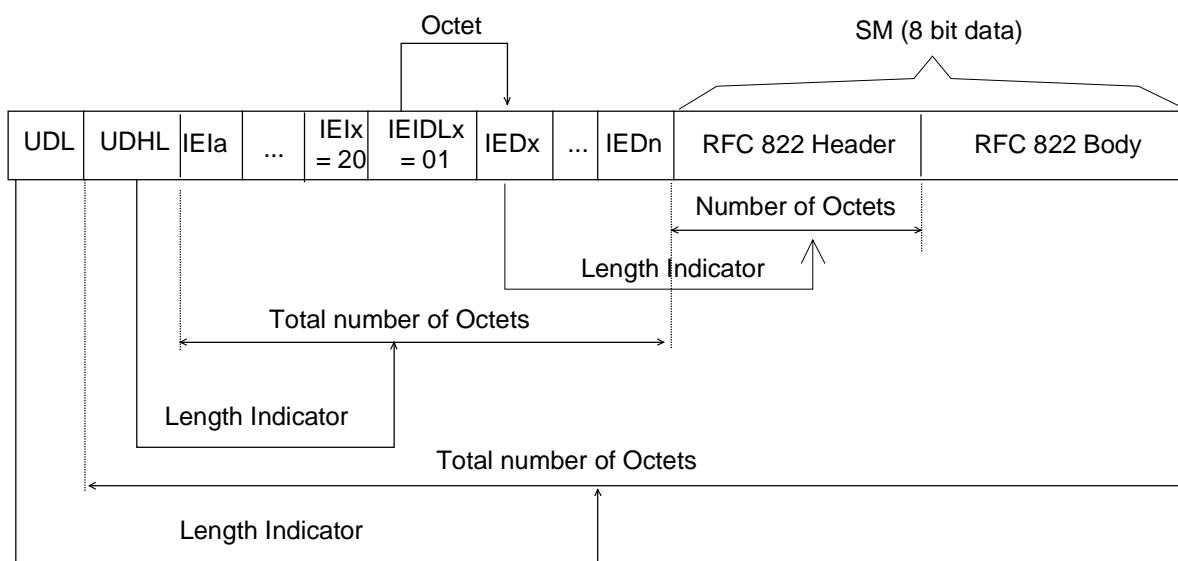 Octet
SM (8 bit data)
UDL UDHL IEIa ... IEIx = 20 IEIDLx = 01 IEDx ... IEDn RFC 822 Header RFC 822 Body
Number of Octets
Length Indicator
Total number of Octets
Length Indicator
Total number of Octets
Length Indicator